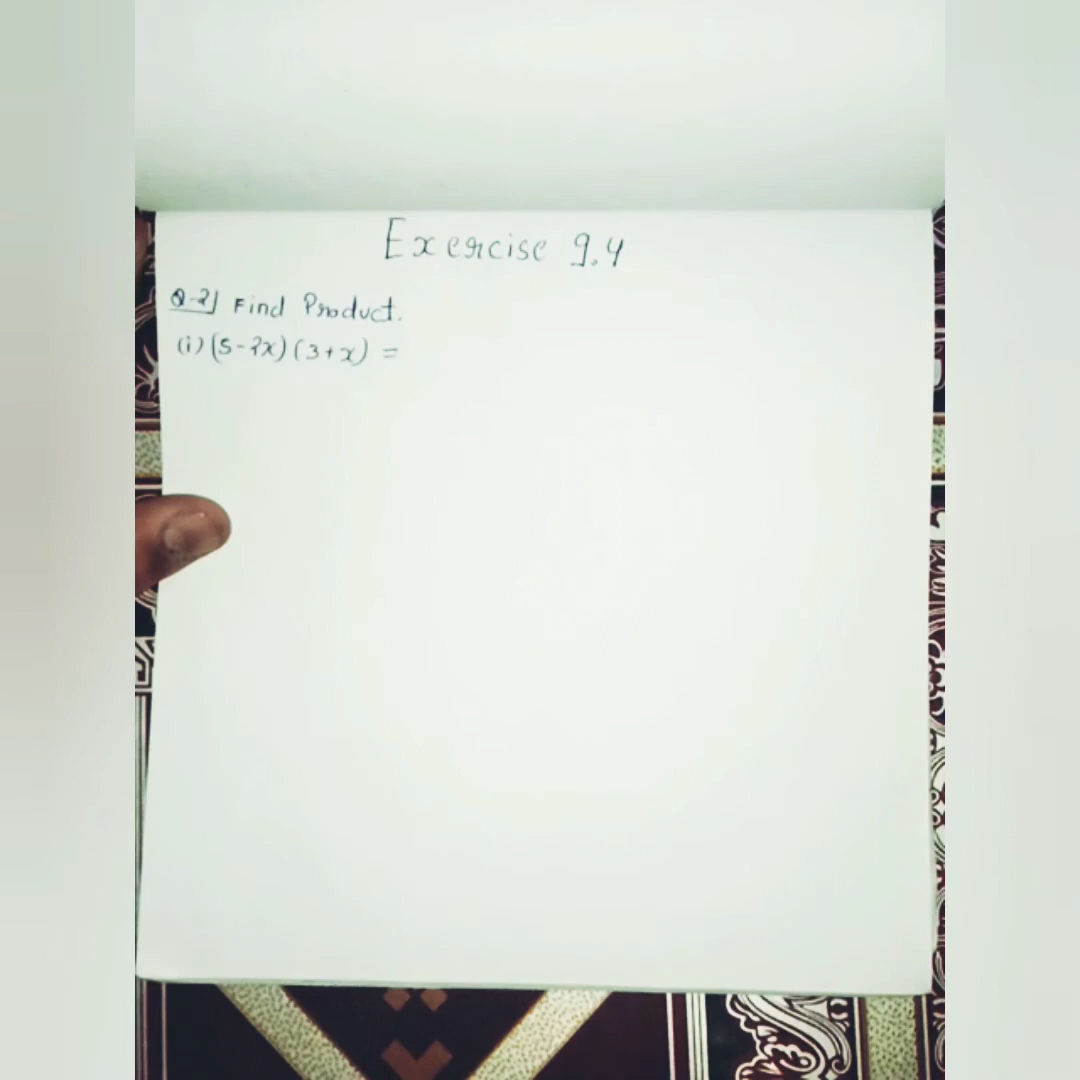 Exercise 9.4
Q-2] Find Product.
(i) (5-2x) (3+x) =